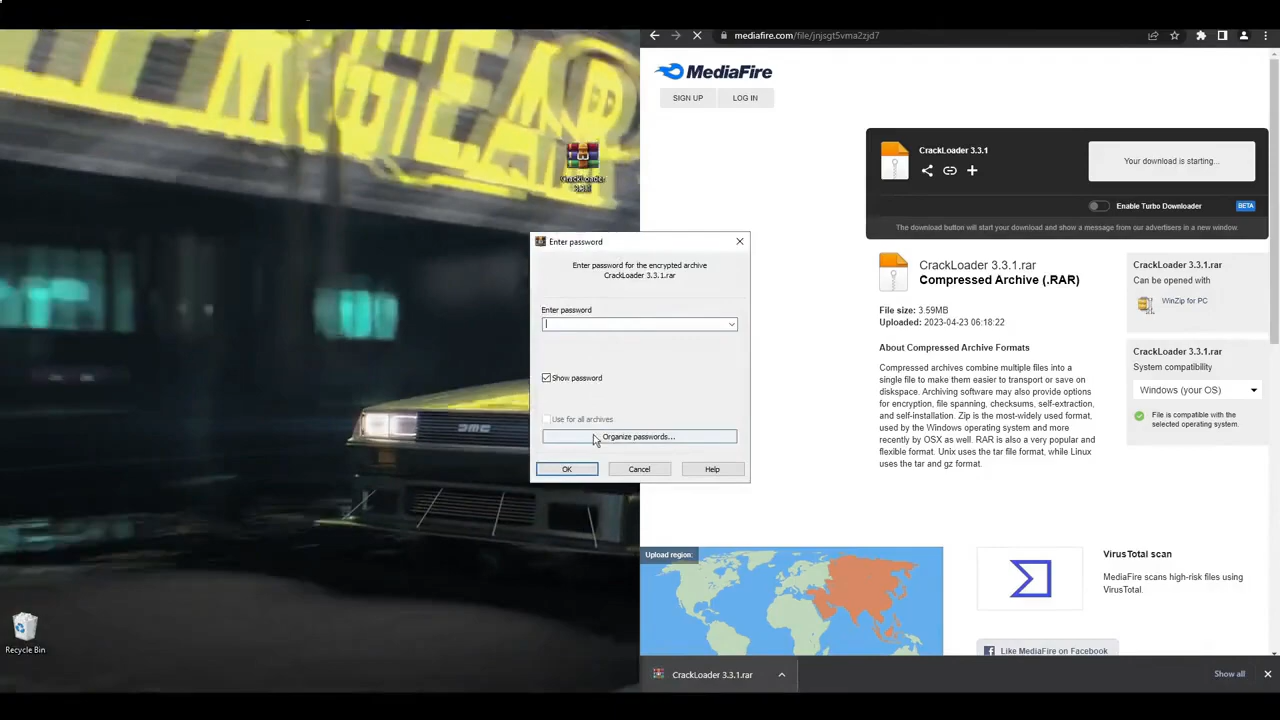 mediafire.com/file/jnjsgt5vma2zjd7
MediaFire
SIGN UP
LOG IN
CrackLoader 3.3.1
Your download is starting...
Enable Turbo Downloader
BETA
The download button will start your download and show a message from our advertisers in a new window.
CrackLoader 3.3.1.rar
Compressed Archive (.RAR)
File size: 3.59MB
Uploaded: 2023-04-23 06:18:22
About Compressed Archive Formats
Compressed archives combine multiple files into a
single file to make them easier to transport or save on
diskspace. Archiving software may also provide options
for encryption, file spanning, checksums, self-extraction,
and self-installation. Zip is the most-widely used format,
used by the Windows operating system and more
recently by OSX as well. RAR is also a very popular and
flexible format. Unix uses the tar file format, while Linux
uses the tar and gz format.
CrackLoader 3.3.1.rar
Can be opened with
WinZip for PC
CrackLoader 3.3.1.rar
System compatibility
Windows (your OS)
File is compatible with the
selected operating system.
Upload region:
VirusTotal scan
MediaFire scans high-risk files using
VirusTotal.
Like MediaFire on Facebook
CrackLoader 3.3.1.rar
Show all
CrackLoader
Enter password
Enter password for the encrypted archive
CrackLoader 3.3.1.rar
Enter password
Show password
Use for all archives
Organize passwords...
OK
Cancel
Help
DMC
Recycle Bin